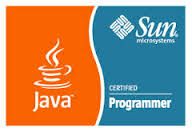 Java
Sun
microsystems
CERTIFIED
Programmer